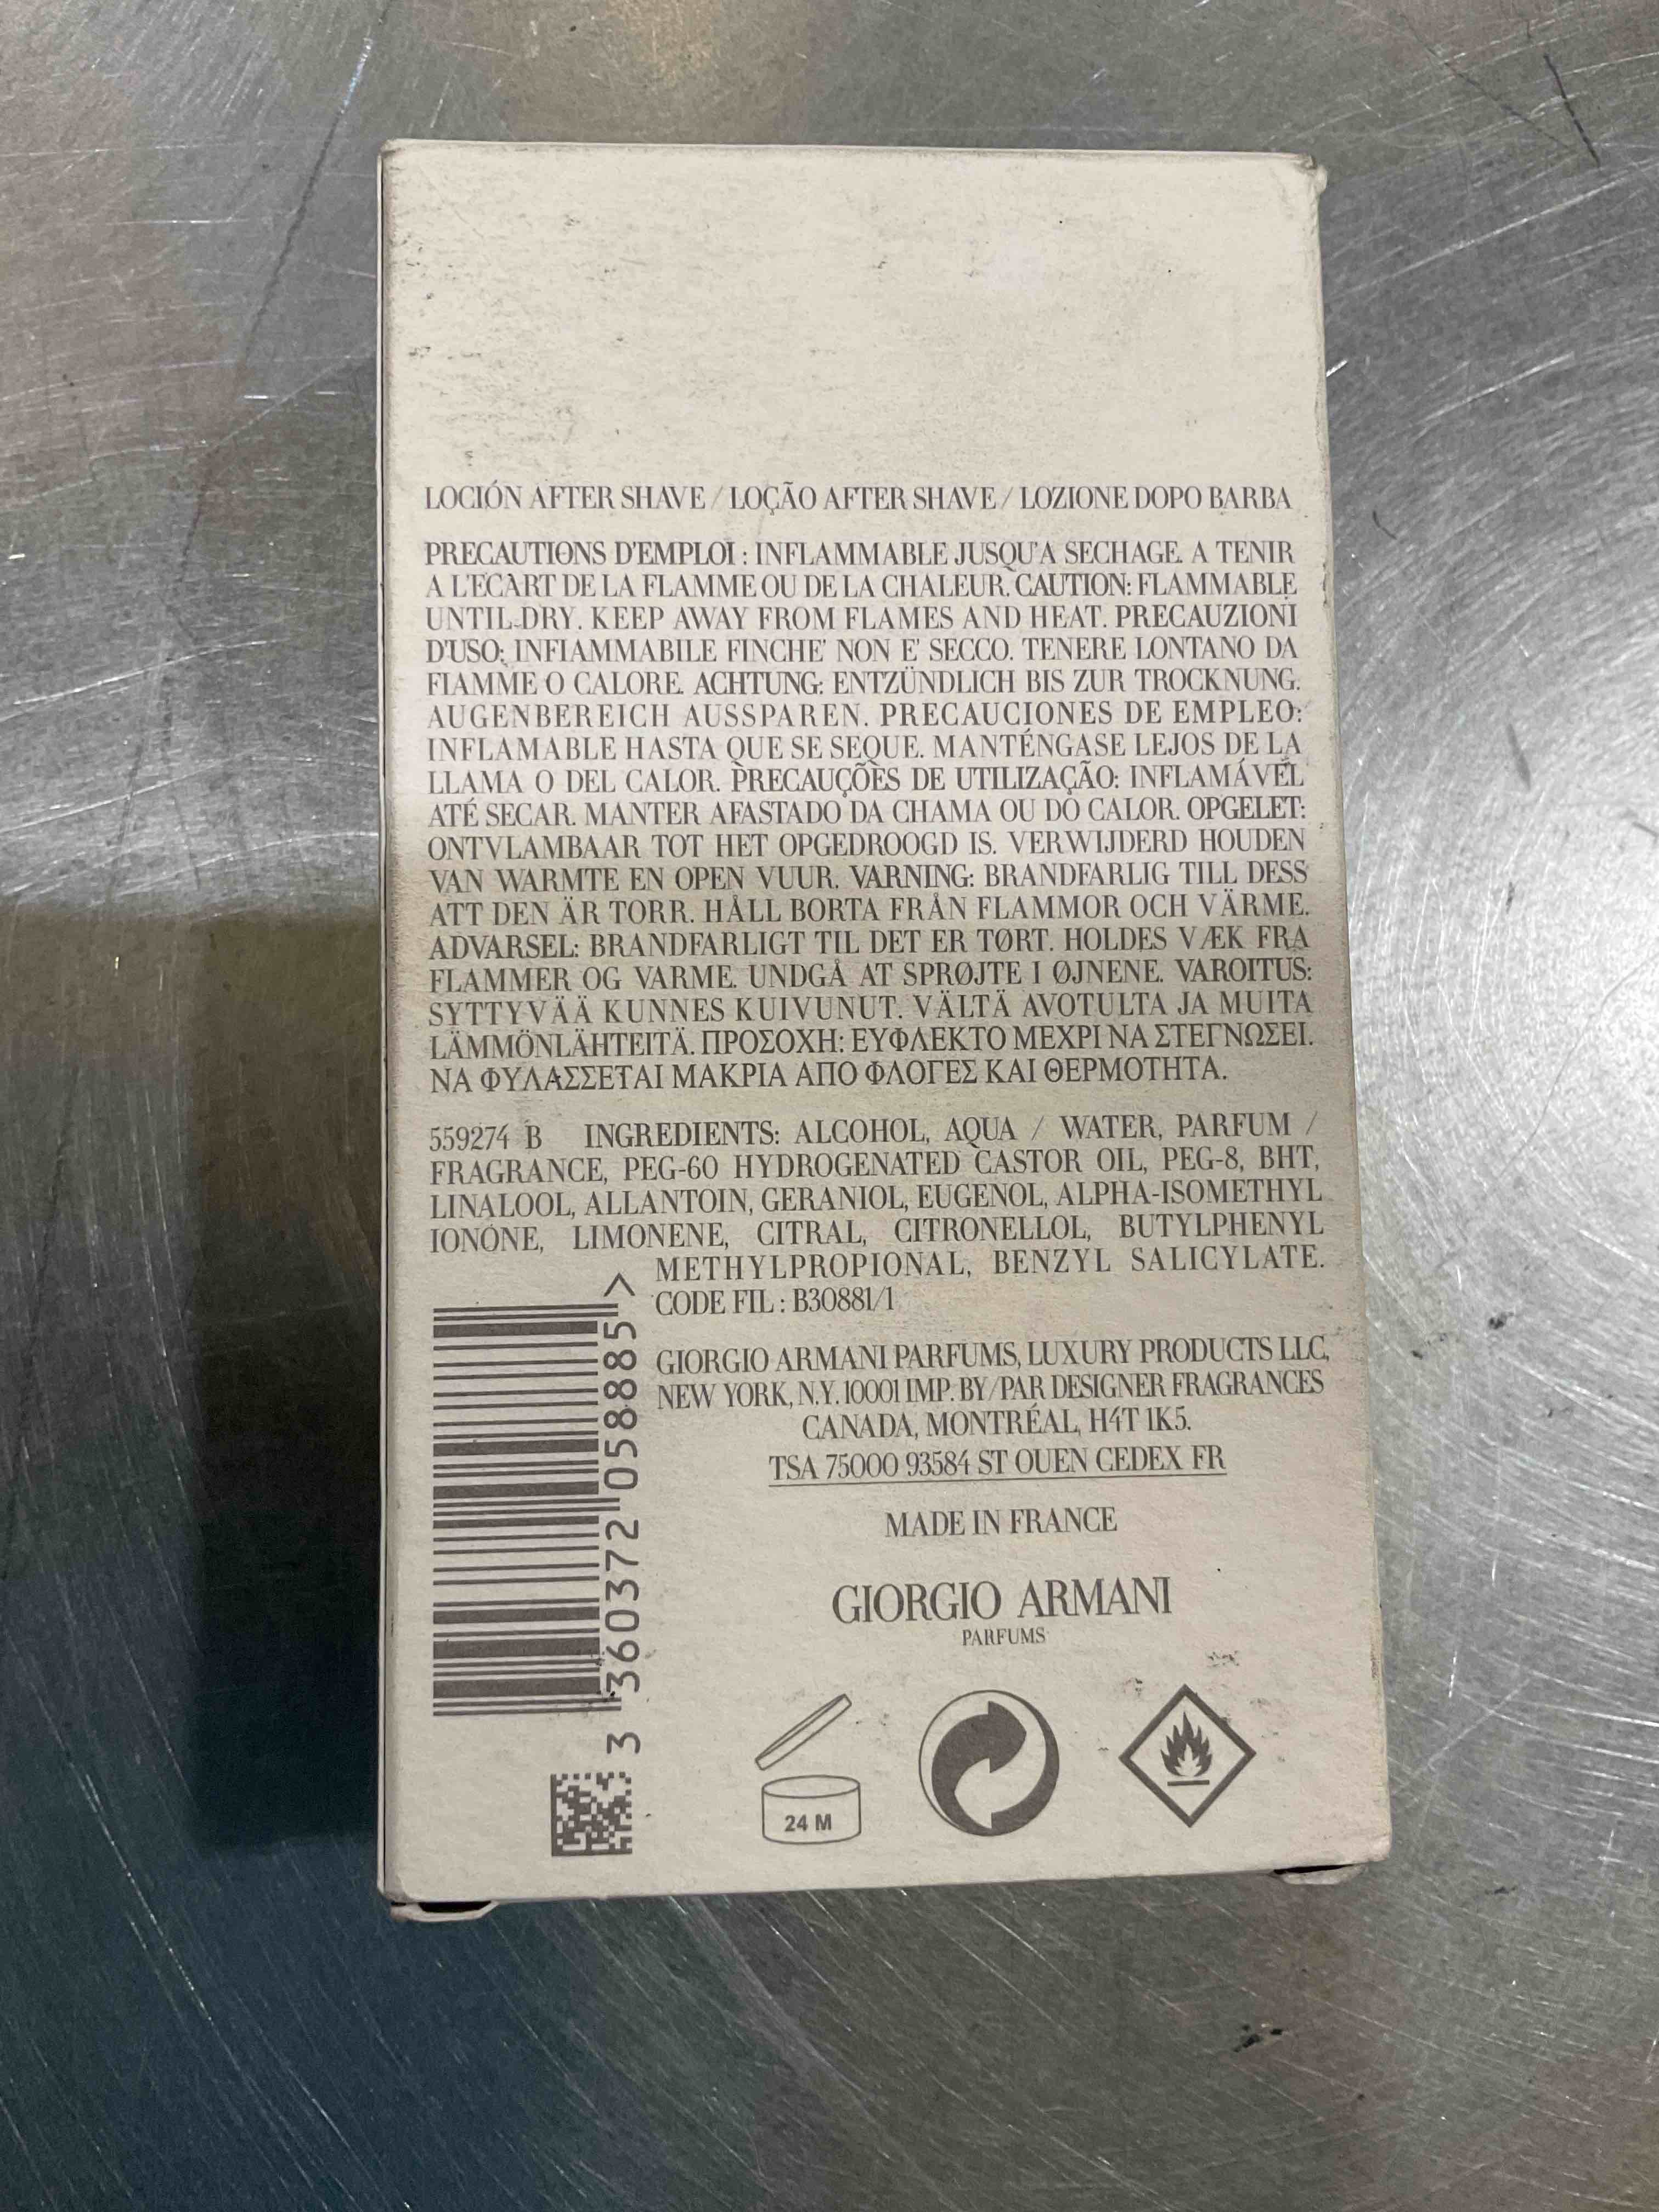 LOCIÓN AFTER SHAVE / LOÇÃO AFTER SHAVE / LOZIONE DOPO BARBA
PRECAUTIONS D'EMPLOI : INFLAMMABLE JUSQU'A SECHAGE. A TENIR
A L'ECART DE LA FLAMME OU DE LA CHALEUR. CAUTION: FLAMMABLE
UNTIL DRY. KEEP AWAY FROM FLAMES AND HEAT. PRECAUZIONI
D'USO: INFIAMMABILE FINCHE' NON E' SECCO. TENERE LONTANO DA
FIAMME O CALORE. ACHTUNG: ENTZÜNDLICH BIS ZUR TROCKNUNG.
AUGENBEREICH AUSSPAREN. PRECAUCIONES DE EMPLEO:
INFLAMABLE HASTA QUE SE SEQUE. MANTÉNGASE LEJOS DE LA
LLAMA O DEL CALOR. PRECAUÇÕES DE UTILIZAÇÃO: INFLAMÁVEL
ATÉ SECAR. MANTER AFASTADO DA CHAMA OU DO CALOR. OPGELET:
ONTVLAMBAAR TOT HET OPGEDROOGD IS. VERWIJDERD HOUDEN
VAN WARMTE EN OPEN VUUR. VARNING: BRANDFARLIG TILL DESS
ATT DEN ÄR TORR. HÅLL BORTA FRÅN FLAMMOR OCH VÄRME.
ADVARSEL: BRANDFARLIGT TIL DET ER TØRT. HOLDES VÆK FRA
FLAMMER OG VARME. UNDGÅ AT SPRØJTE I ØJNENE. VAROITUS:
SYTTYVÄÄ KUNNES KUIVUNUT. VÄLTÄ AVOTULTA JA MUITA
LÄMMÖNLÄHTEITÄ. ΠΡΟΣΟΧΗ: ΕΥΦΛΕΚΤΟ ΜΕΧΡΙ ΝΑ ΣΤΕΓΝΩΣΕΙ.
ΝΑ ΦΥΛΑΣΣΕΤΑΙ ΜΑΚΡΙΑ ΑΠΟ ΦΛΟΓΕΣ ΚΑΙ ΘΕΡΜΟΤΗΤΑ.
559274 B INGREDIENTS: ALCOHOL, AQUA / WATER, PARFUM /
FRAGRANCE, PEG-60 HYDROGENATED CASTOR OIL, PEG-8, BHT,
LINALOOL, ALLANTOIN, GERANIOL, EUGENOL, ALPHA-ISOMETHYL
IONONE, LIMONENE, CITRAL, CITRONELLOL, BUTYLPHENYL
METHYLPROPIONAL, BENZYL SALICYLATE.
CODE FIL : B30881/1
GIORGIO ARMANI PARFUMS, LUXURY PRODUCTS LLC,
NEW YORK, N.Y. 10001 IMP. BY/PAR DESIGNER FRAGRANCES
CANADA, MONTRÉAL, H4T 1K5.
TSA 75000 93584 ST OUEN CEDEX FR
MADE IN FRANCE
GIORGIO ARMANI
PARFUMS
3 360372 058885 >
24 M